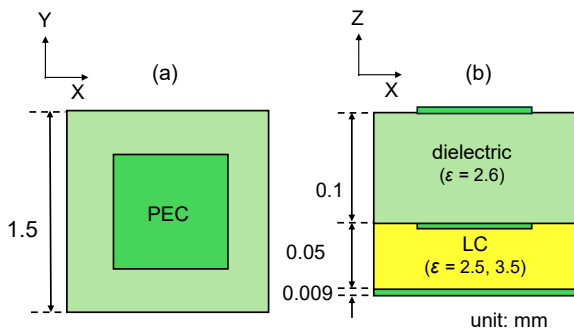 Y
X
(a)
1.5
PEC
Z
X
(b)
0.1
dielectric
(ε = 2.6)
0.05
LC
(ε = 2.5, 3.5)
0.009
unit: mm